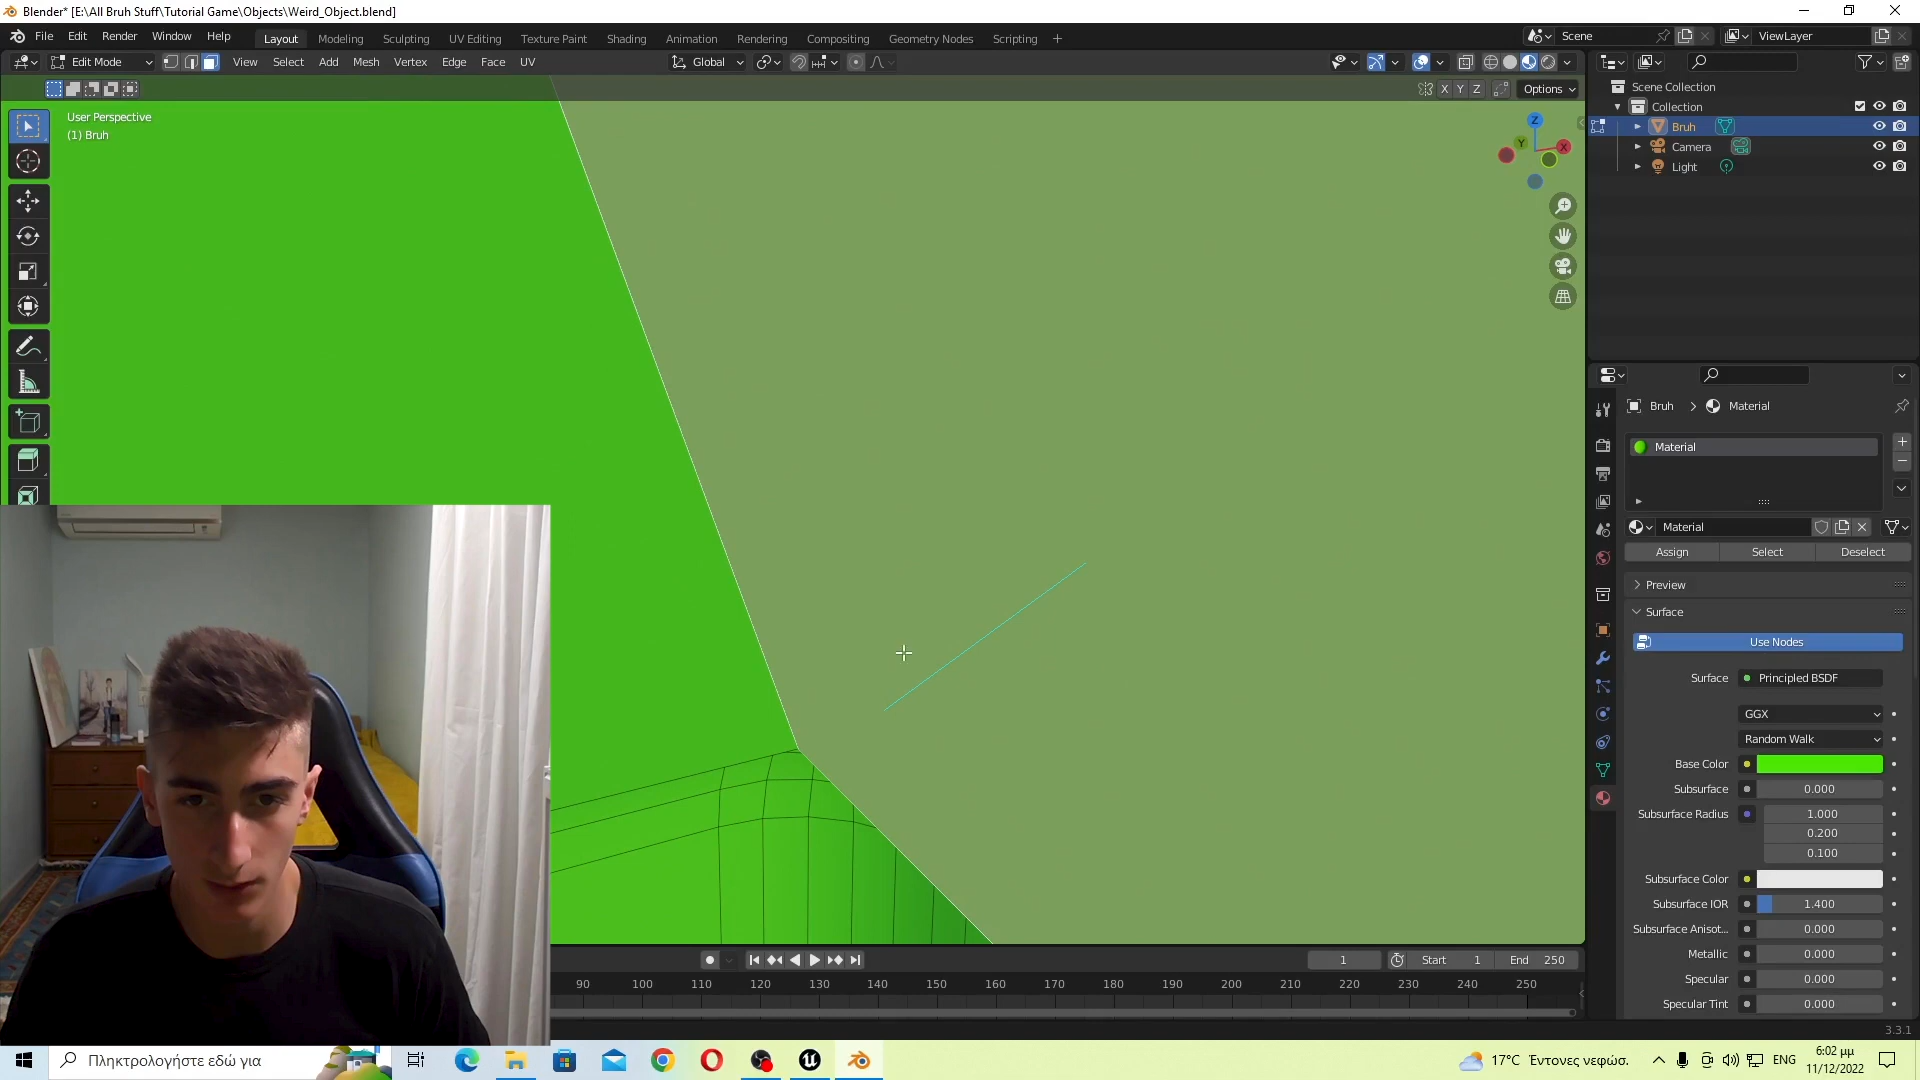 Blender* [E:\All Bruh Stuff\Tutorial Game\Objects\Weird_Object.blend]
File Edit Render Window Help Layout Modeling Sculpting UV Editing Texture Paint Shading Animation Rendering Compositing Geometry Nodes Scripting + Scene ViewLayer
Edit Mode View Select Add Mesh Vertex Edge Face UV Global
X Y Z Options
User Perspective
(1) Bruh
Z
Y X
Scene Collection
Collection
Bruh
Camera
Light
Bruh > Material
Material
Material
Assign Select Deselect
Preview
Surface
Use Nodes
Surface Principled BSDF
GGX
Random Walk
Base Color
Subsurface 0.000
Subsurface Radius 1.000
0.200
0.100
Subsurface Color
Subsurface IOR 1.400
Subsurface Anisot... 0.000
Metallic 0.000
Specular 0.000
Specular Tint 0.000
1 Start 1 End 250
90 100 110 120 130 140 150 160 170 180 190 200 210 220 230 240 250
3.3.1
Πληκτρολογήστε εδώ για
17°C Έντονες νεφώσ. ENG 6:02 μμ
11/12/2022